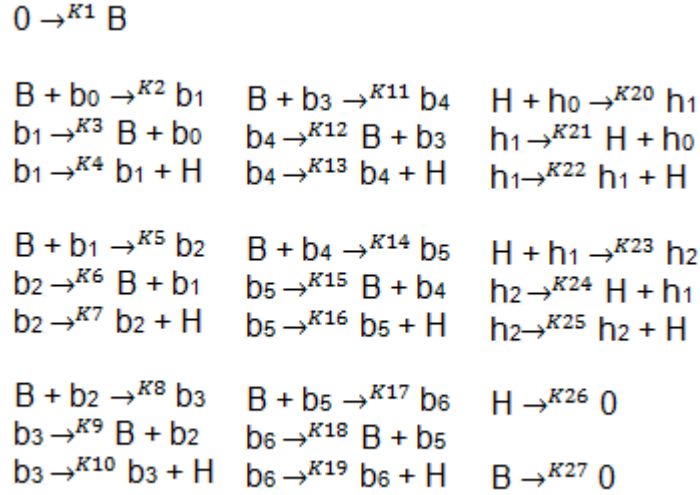 0 →ᴷ¹ B
B + b₀ →ᴷ² b₁
b₁ →ᴷ³ B + b₀
b₁ →ᴷ⁴ b₁ + H
B + b₁ →ᴷ⁵ b₂
b₂ →ᴷ⁶ B + b₁
b₂ →ᴷ⁷ b₂ + H
B + b₂ →ᴷ⁸ b₃
b₃ →ᴷ⁹ B + b₂
b₃ →ᴷ¹⁰ b₃ + H
B + b₃ →ᴷ¹¹ b₄
b₄ →ᴷ¹² B + b₃
b₄ →ᴷ¹³ b₄ + H
B + b₄ →ᴷ¹⁴ b₅
b₅ →ᴷ¹⁵ B + b₄
b₅ →ᴷ¹⁶ b₅ + H
B + b₅ →ᴷ¹⁷ b₆
b₆ →ᴷ¹⁸ B + b₅
b₆ →ᴷ¹⁹ b₆ + H
H + h₀ →ᴷ²⁰ h₁
h₁ →ᴷ²¹ H + h₀
h₁→ᴷ²² h₁ + H
H + h₁ →ᴷ²³ h₂
h₂ →ᴷ²⁴ H + h₁
h₂→ᴷ²⁵ h₂ + H
H →ᴷ²⁶ 0
B →ᴷ²⁷ 0